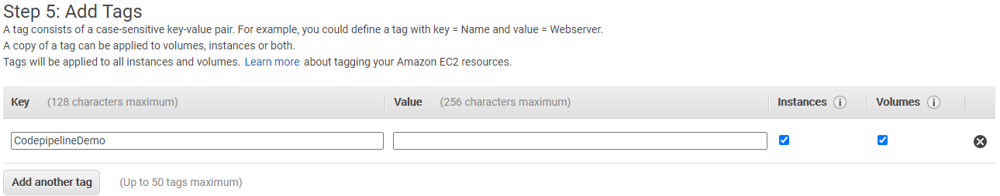 Step 5: Add Tags
A tag consists of a case-sensitive key-value pair. For example, you could define a tag with key = Name and value = Webserver.
A copy of a tag can be applied to volumes, instances or both.
Tags will be applied to all instances and volumes. Learn more about tagging your Amazon EC2 resources.
Key (128 characters maximum) Value (256 characters maximum) Instances i Volumes i
CodepipelineDemo
Add another tag (Up to 50 tags maximum)